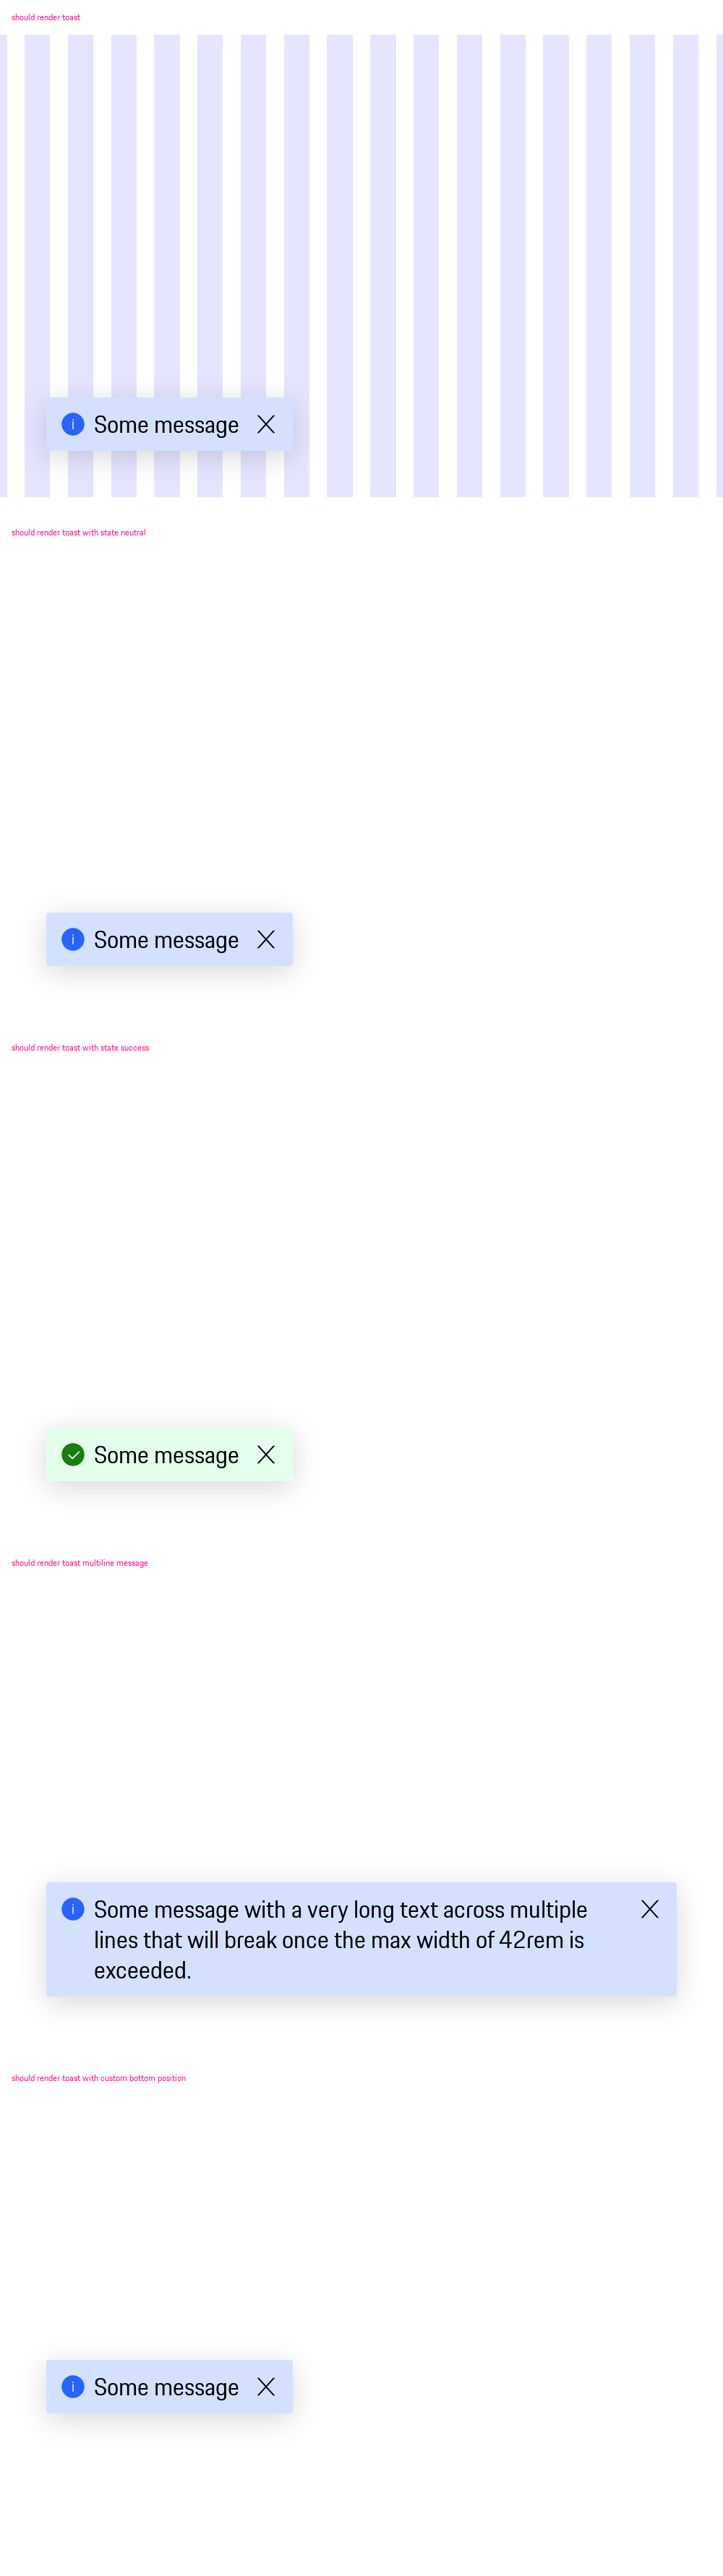 should render toast
Some message
should render toast with state neutral
Some message
should render toast with state success
Some message
should render toast multiline message
Some message with a very long text across multiple
lines that will break once the max width of 42rem is
exceeded.
should render toast with custom bottom position
Some message